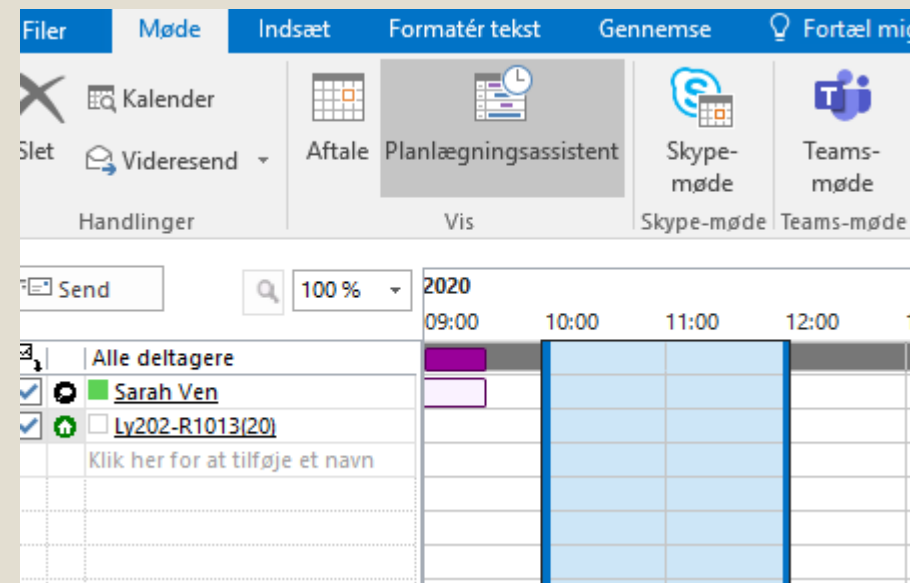 Filer Møde Indsæt Formatér tekst Gennemse Fortæl mig
Slet
Kalender
Videresend
Handlinger
Aftale
Planlægningsassistent
Vis
Skype-
møde
Skype-møde
Teams-
møde
Teams-møde
Send
100 %
2020
09:00 10:00 11:00 12:00
Alle deltagere
Sarah Ven
Ly202-R1013(20)
Klik her for at tilføje et navn